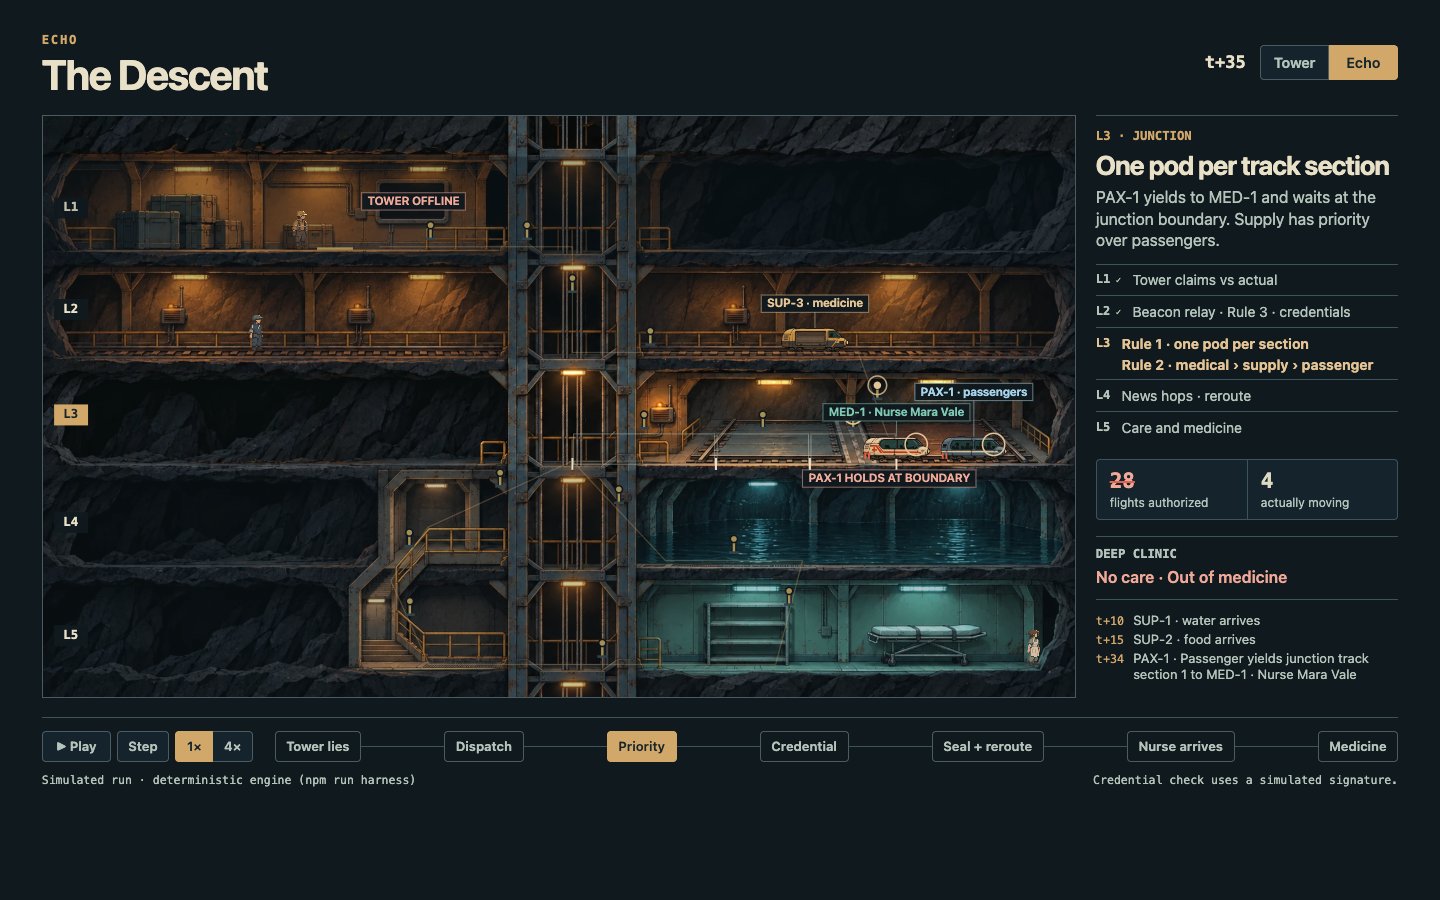 ECHO
The Descent
t+35
Tower
Echo
L1
TOWER OFFLINE
L2
SUP-3 · medicine
L3
PAX-1 · passengers
MED-1 · Nurse Mara Vale
PAX-1 HOLDS AT BOUNDARY
L4
L5
L3 · JUNCTION
One pod per track section
PAX-1 yields to MED-1 and waits at the
junction boundary. Supply has priority
over passengers.
L1 ✓ Tower claims vs actual
L2 ✓ Beacon relay · Rule 3 · credentials
L3 Rule 1 · one pod per section
Rule 2 · medical › supply › passenger
L4 News hops · reroute
L5 Care and medicine
28
flights authorized
4
actually moving
DEEP CLINIC
No care · Out of medicine
t+10 SUP-1 · water arrives
t+15 SUP-2 · food arrives
t+34 PAX-1 · Passenger yields junction track
section 1 to MED-1 · Nurse Mara Vale
▶ Play
Step
1×
4×
Tower lies
Dispatch
Priority
Credential
Seal + reroute
Nurse arrives
Medicine
Simulated run · deterministic engine (npm run harness)
Credential check uses a simulated signature.